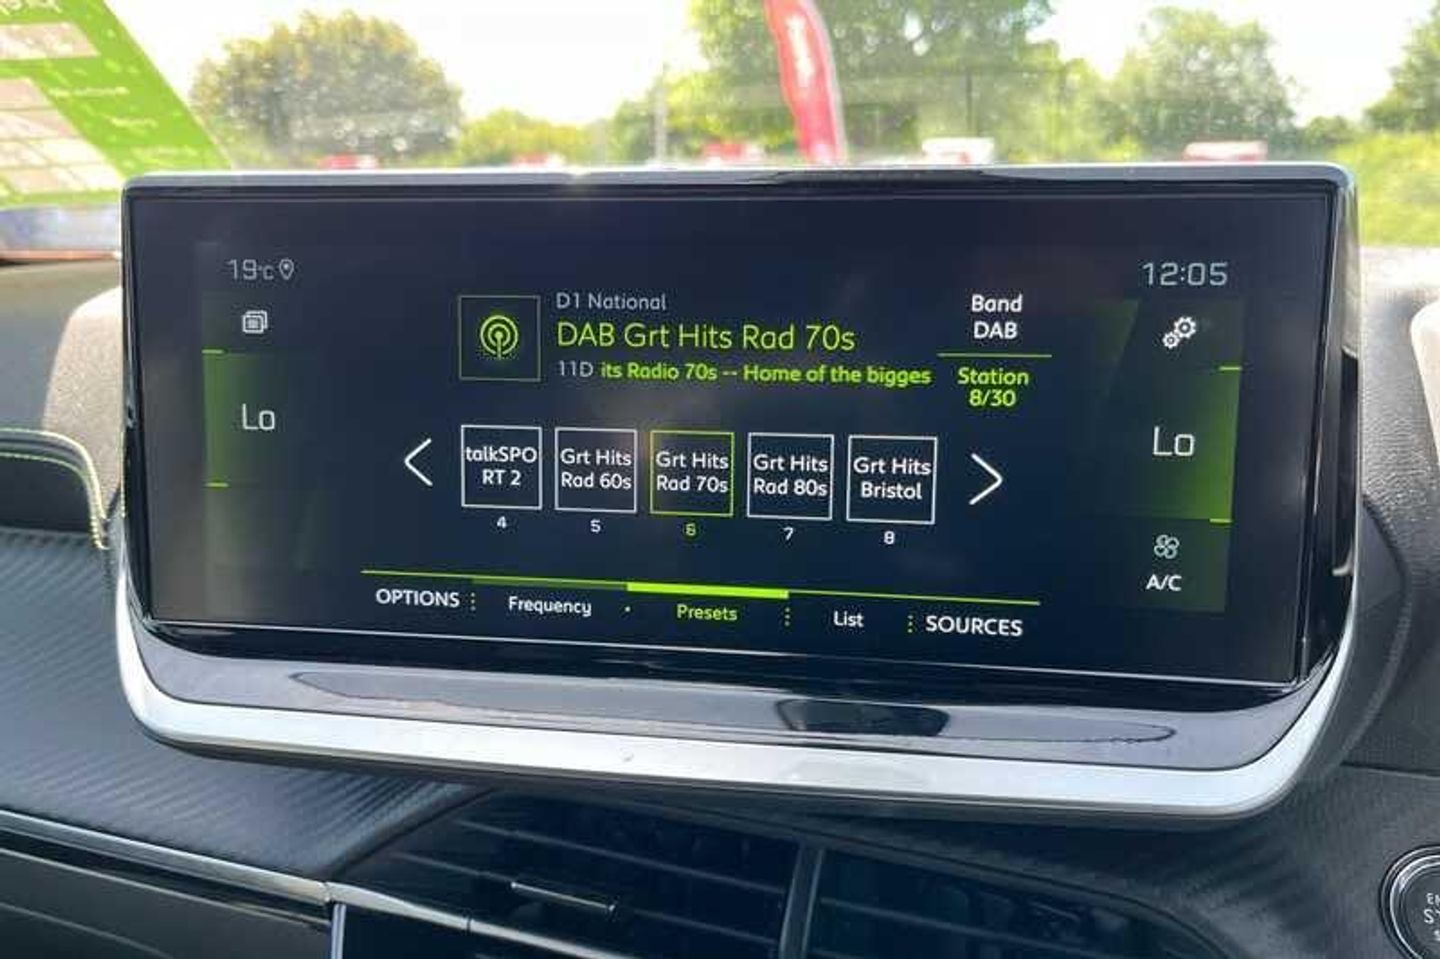 19°C
12:05
D1 National
DAB Grt Hits Rad 70s
11D its Radio 70s -- Home of the bigges
Band
DAB
Station
8/30
Lo
Lo
talkSPO
RT 2
4
Grt Hits
Rad 60s
5
Grt Hits
Rad 70s
6
Grt Hits
Rad 80s
7
Grt Hits
Bristol
8
A/C
OPTIONS
Frequency
Presets
List
SOURCES